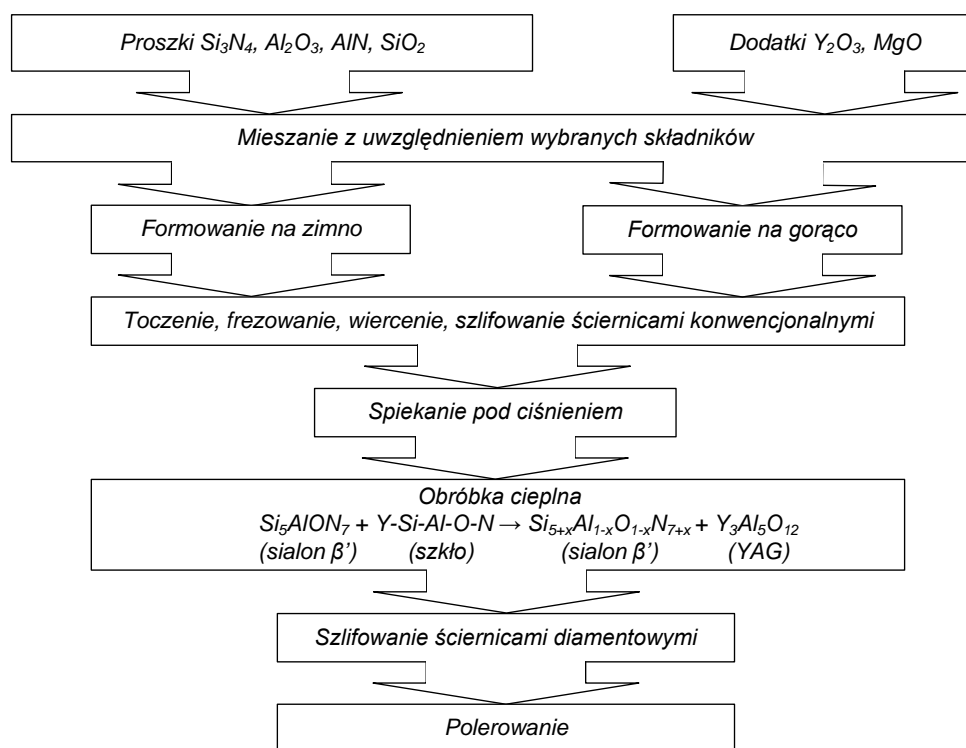 Proszki Si₃N₄, Al₂O₃, AlN, SiO₂
Dodatki Y₂O₃, MgO
Mieszanie z uwzględnieniem wybranych składników
Formowanie na zimno
Formowanie na gorąco
Toczenie, frezowanie, wiercenie, szlifowanie ściernicami konwencjonalnymi
Spiekanie pod ciśnieniem
Obróbka cieplna
Si₅AlON₇ + Y-Si-Al-O-N → Si₅₊ₓAl₁₋ₓO₁₋ₓN₇₊ₓ + Y₃Al₅O₁₂
(sialon β’) (szkło) (sialon β’) (YAG)
Szlifowanie ściernicami diamentowymi
Polerowanie